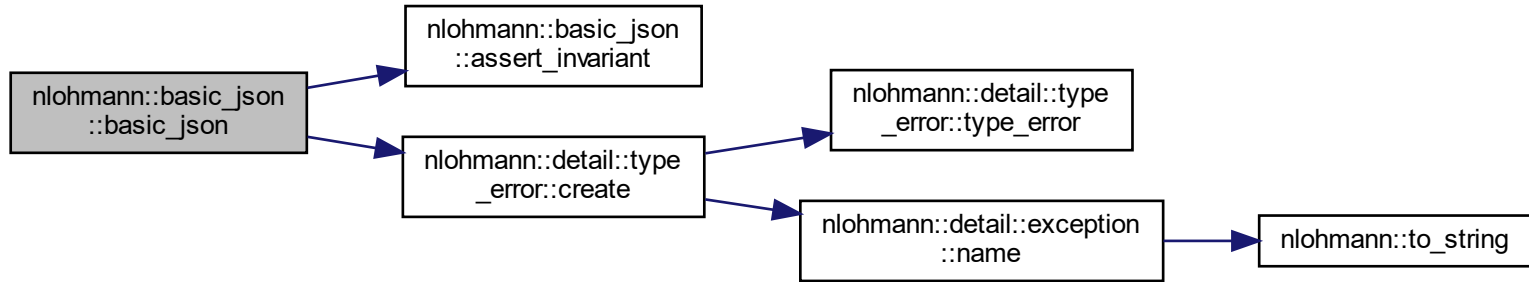 nlohmann::basic_json
::basic_json
nlohmann::basic_json
::assert_invariant
nlohmann::detail::type
_error::create
nlohmann::detail::type
_error::type_error
nlohmann::detail::exception
::name
nlohmann::to_string